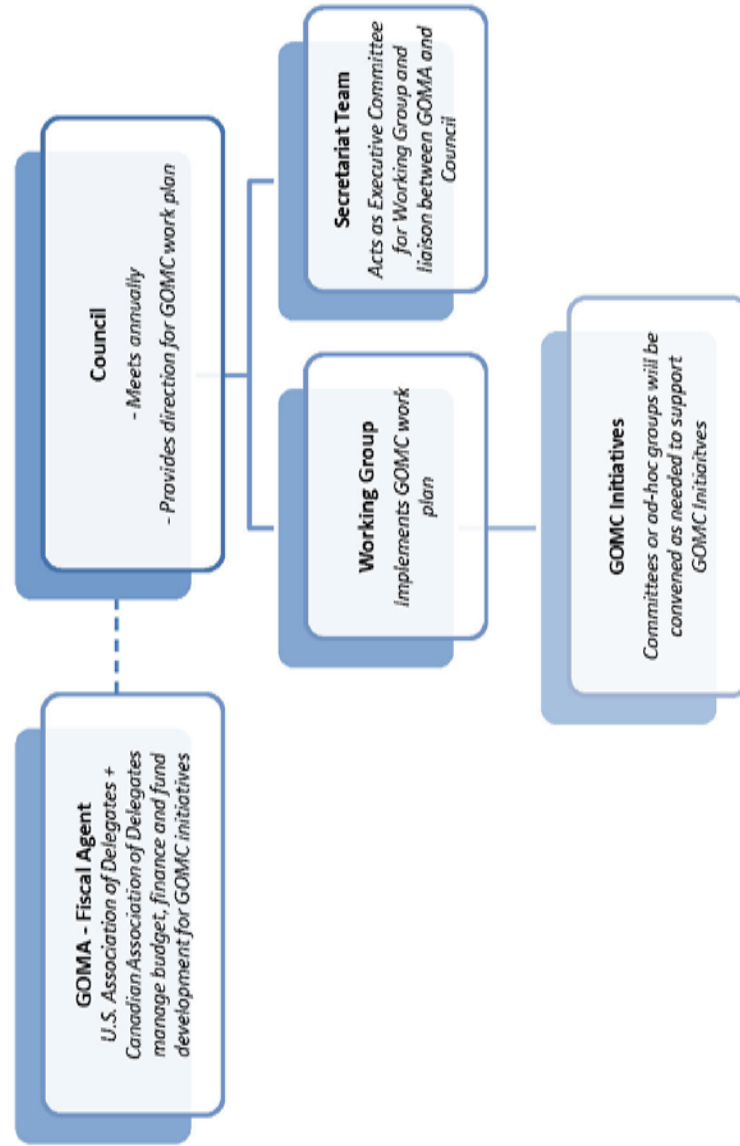 GOMA - Fiscal Agent
U.S. Association of Delegates +
Canadian Association of Delegates
manage budget, finance and fund
development for GOMC initiatives
Council
- Meets annually
- Provides direction for GOMC work plan
Working Group
Implements GOMC work
plan
Secretariat Team
Acts as Executive Committee
for Working Group and
liaison between GOMA and
Council
GOMC Initiatives
Committees or ad-hoc groups will be
convened as needed to support
GOMC Initiaitves